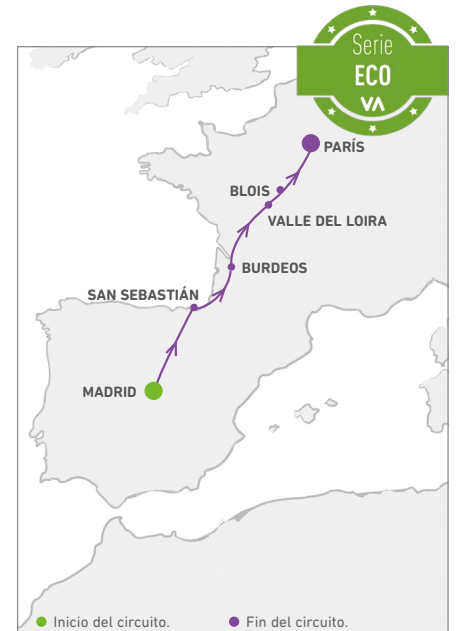 Serie
ECO
VA
PARÍS
BLOIS
VALLE DEL LOIRA
BURDEOS
SAN SEBASTIÁN
MADRID
Inicio del circuito.
Fin del circuito.